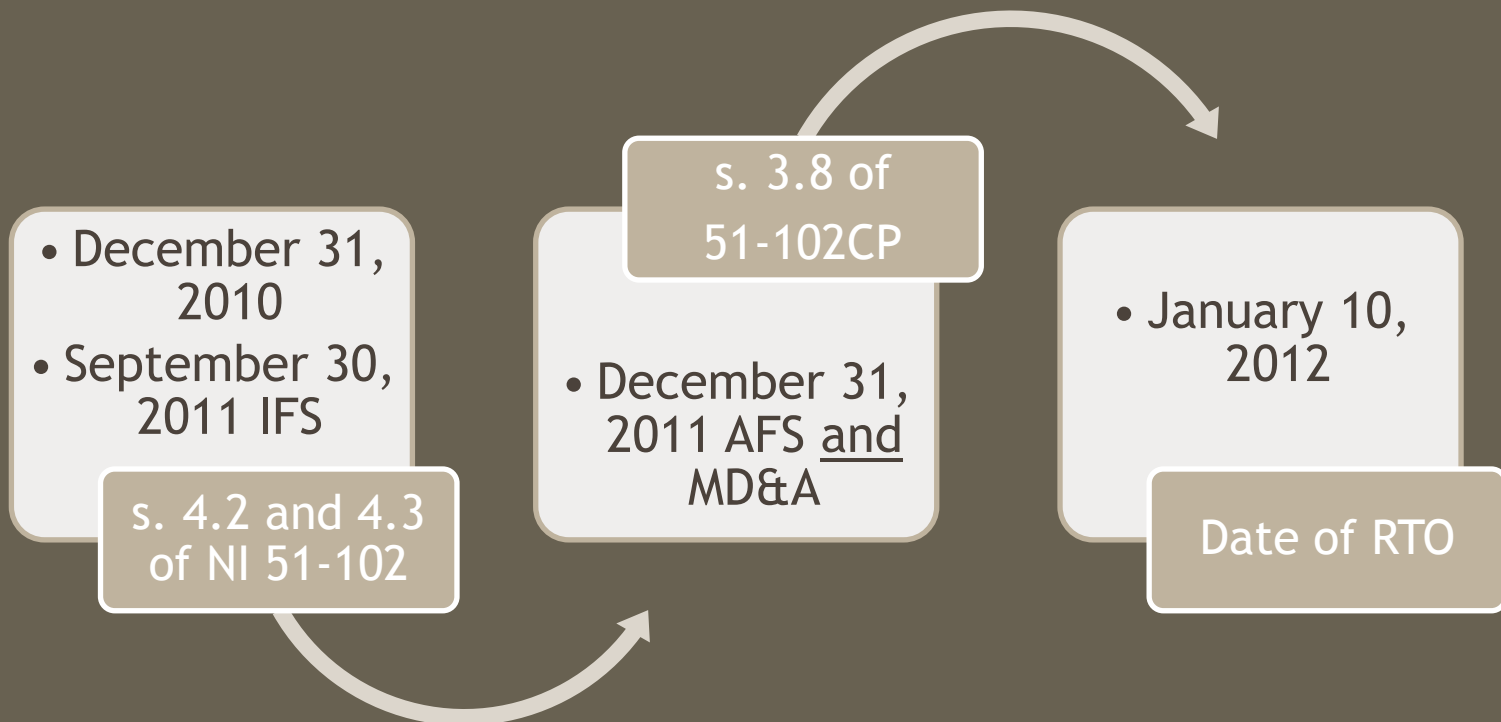 • December 31,
2010
• September 30,
2011 IFS
s. 4.2 and 4.3
of NI 51-102
s. 3.8 of
51-102CP
• December 31,
2011 AFS and
MD&A
• January 10,
2012
Date of RTO